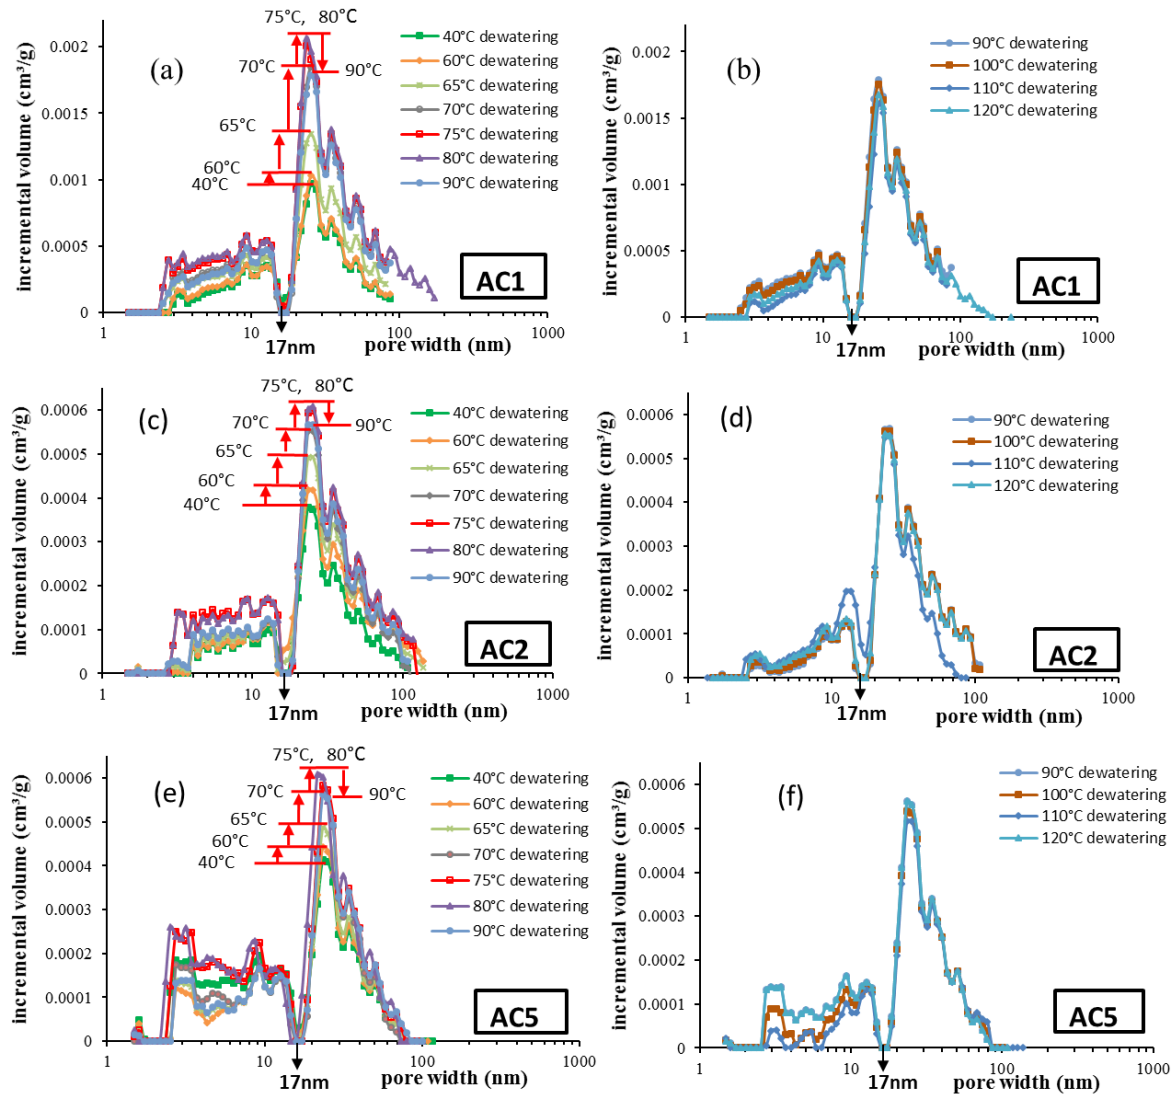 75°C, 80°C
(a)
incremental volume (cm³/g)
0.002
0.0015
0.001
0.0005
0
70°C
90°C
65°C
60°C
40°C
40°C dewatering
60°C dewatering
65°C dewatering
70°C dewatering
75°C dewatering
80°C dewatering
90°C dewatering
AC1
1
10
100
1000
17nm
pore width (nm)
(b)
incremental volume (cm³/g)
0.002
0.0015
0.001
0.0005
0
90°C dewatering
100°C dewatering
110°C dewatering
120°C dewatering
AC1
1
10
100
1000
17nm
pore width (nm)
75°C, 80°C
(c)
incremental volume (cm³/g)
0.0006
0.0005
0.0004
0.0003
0.0002
0.0001
0
70°C
90°C
65°C
60°C
40°C
40°C dewatering
60°C dewatering
65°C dewatering
70°C dewatering
75°C dewatering
80°C dewatering
90°C dewatering
AC2
1
10
100
1000
17nm
pore width (nm)
(d)
incremental volume (cm³/g)
0.0006
0.0005
0.0004
0.0003
0.0002
0.0001
0
90°C dewatering
100°C dewatering
110°C dewatering
120°C dewatering
AC2
1
10
100
1000
17nm
pore width (nm)
75°C, 80°C
(e)
incremental volume (cm³/g)
0.0006
0.0005
0.0004
0.0003
0.0002
0.0001
0
70°C
90°C
65°C
60°C
40°C
40°C dewatering
60°C dewatering
65°C dewatering
70°C dewatering
75°C dewatering
80°C dewatering
90°C dewatering
AC5
1
10
100
1000
17nm
pore width (nm)
(f)
incremental volume (cm³/g)
0.0006
0.0005
0.0004
0.0003
0.0002
0.0001
0
90°C dewatering
100°C dewatering
110°C dewatering
120°C dewatering
AC5
1
10
100
1000
17nm
pore width (nm)